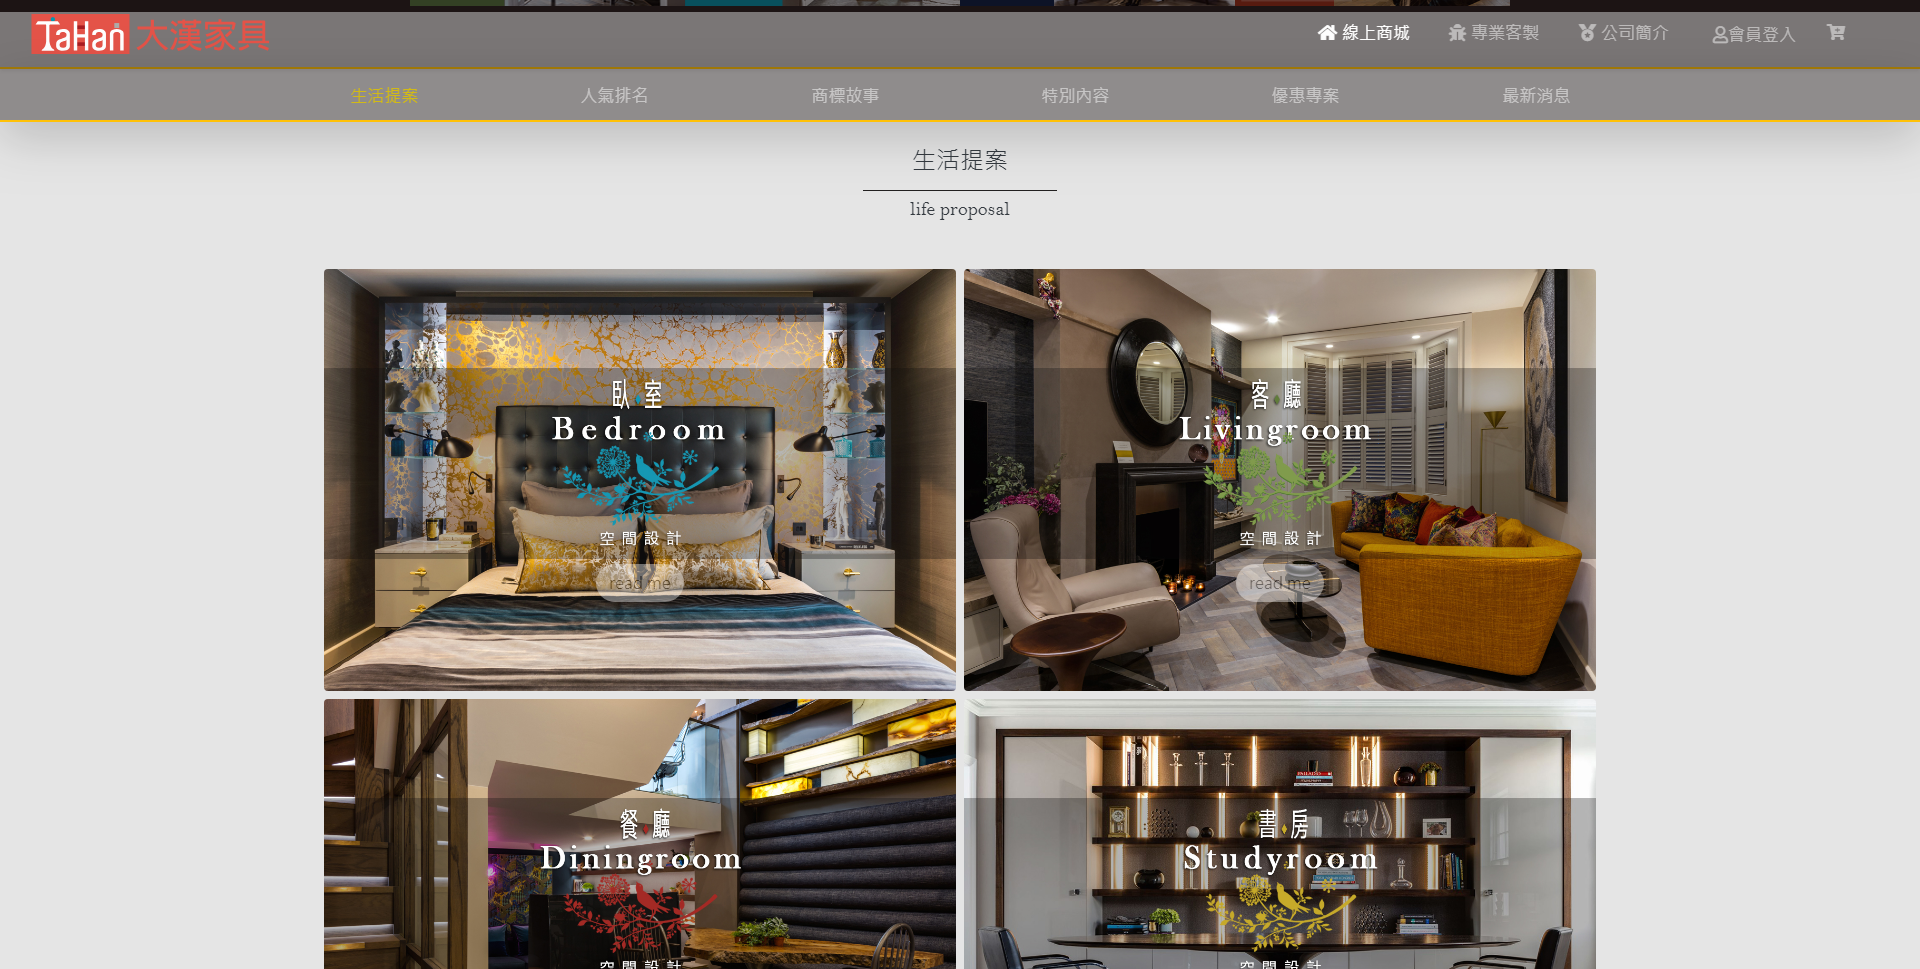 TaHan 大漢家具
線上商城 專業客製 公司簡介 會員登入
生活提案 人氣排名 商標故事 特別內容 優惠專案 最新消息
生活提案
life proposal
臥室
Bedroom
空間設計
read me
客廳
Livingroom
空間設計
read me
餐廳
Diningroom
空間設計
書房
Studyroom
空間設計